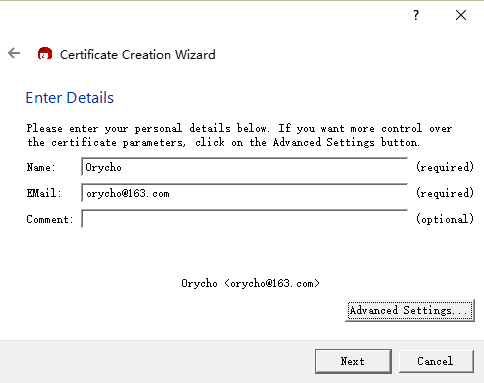 ?
Certificate Creation Wizard
Enter Details
Please enter your personal details below. If you want more control over
the certificate parameters, click on the Advanced Settings button.
Name: Orycho (required)
EMail: orycho@163.com (required)
Comment: (optional)
Orycho <orycho@163.com>
Advanced Settings...
Next Cancel